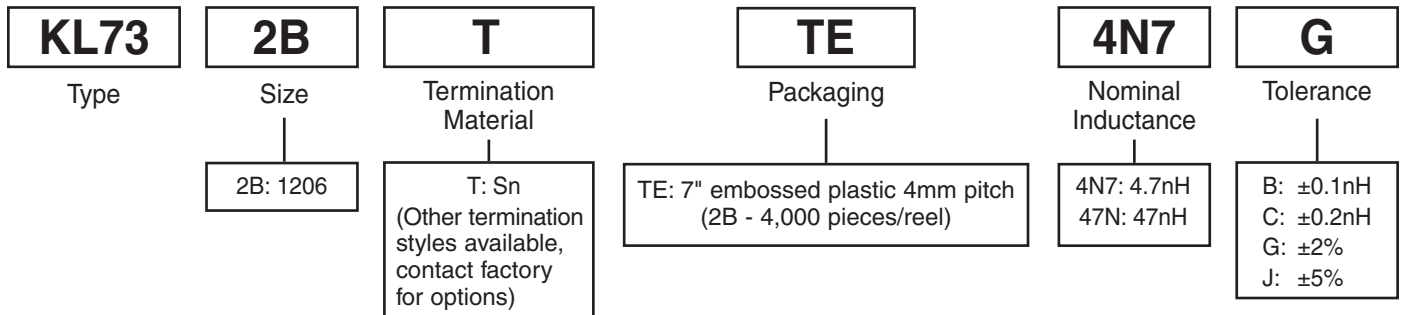 KL73 2B T TE 4N7 G
Type Size Termination Material Packaging Nominal Inductance Tolerance
2B: 1206
T: Sn
(Other termination
styles available,
contact factory
for options)
TE: 7" embossed plastic 4mm pitch
(2B - 4,000 pieces/reel)
4N7: 4.7nH
47N: 47nH
B: ±0.1nH
C: ±0.2nH
G: ±2%
J: ±5%